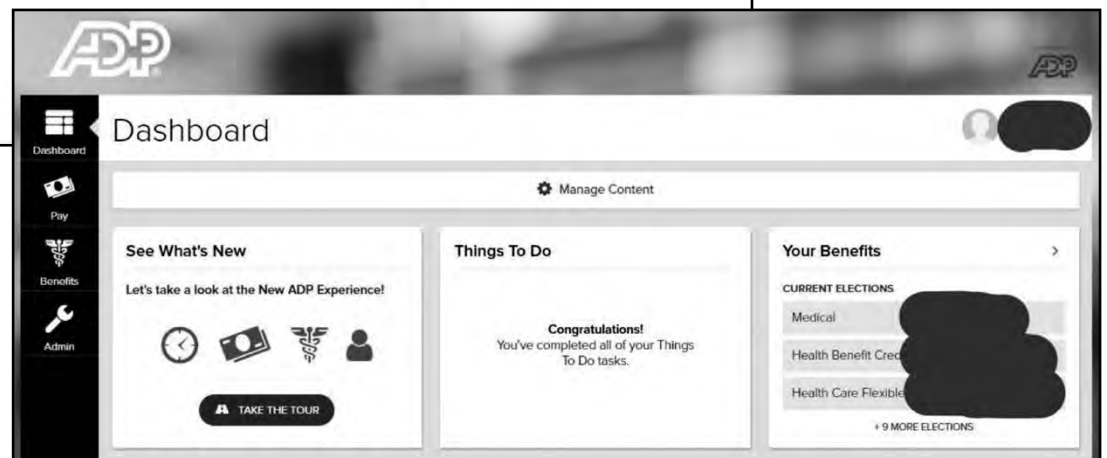 ADP
ADP
Dashboard
Dashboard
Pay
Benefits
Admin
Manage Content
See What's New
Let's take a look at the New ADP Experience!
TAKE THE TOUR
Things To Do
Congratulations!
You've completed all of your Things
To Do tasks.
Your Benefits
CURRENT ELECTIONS
Medical
Health Benefit Cred
Health Care Flexible
+ 9 MORE ELECTIONS